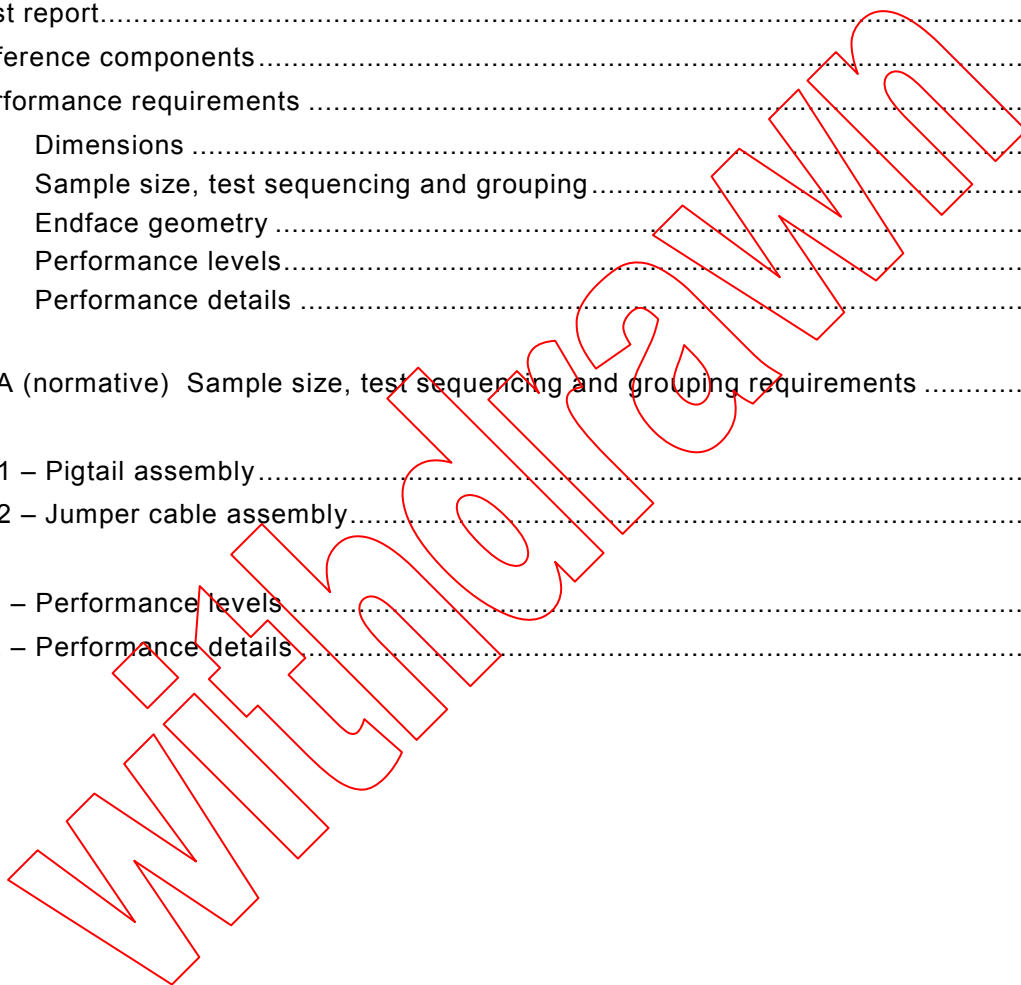 st report
ference components
rformance requirements
Dimensions
Sample size, test sequencing and grouping
Endface geometry
Performance levels
Performance details
A (normative) Sample size, test sequencing and grouping requirements
1 – Pigtail assembly
2 – Jumper cable assembly
– Performance levels
– Performance details
withdrawn